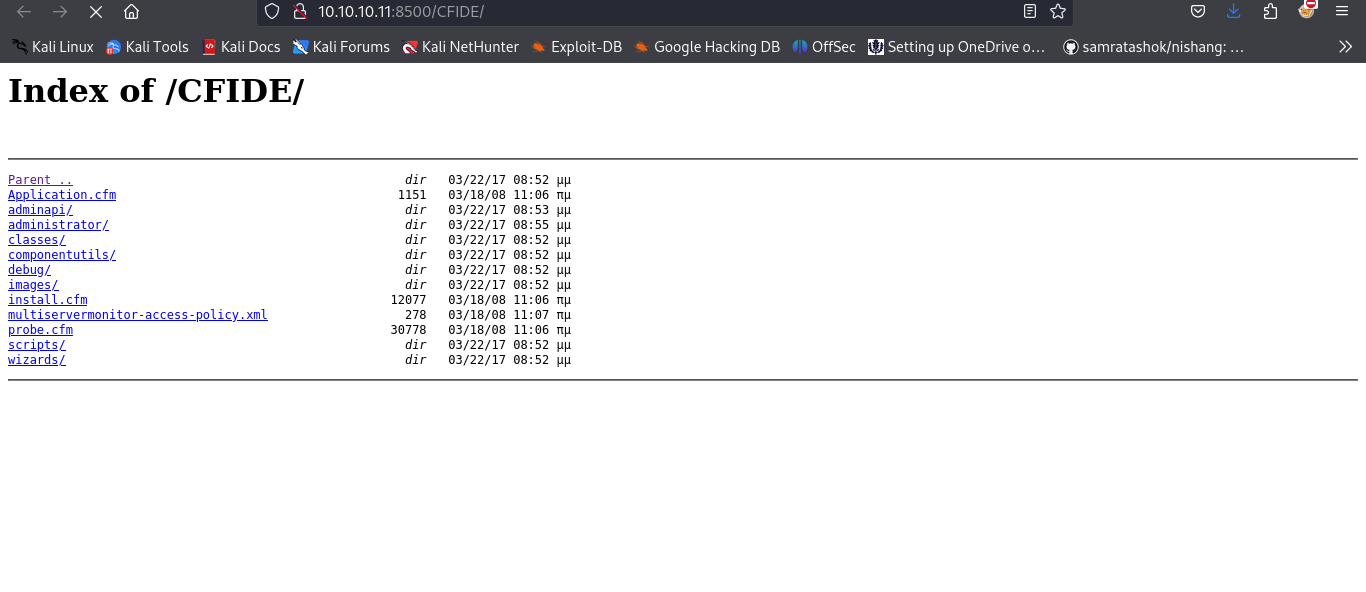 10.10.10.11:8500/CFIDE/
Kali Linux Kali Tools Kali Docs Kali Forums Kali NetHunter Exploit-DB Google Hacking DB OffSec Setting up OneDrive o… samratashok/nishang: …
Index of /CFIDE/
Parent .. dir 03/22/17 08:52 μμ
Application.cfm 1151 03/18/08 11:06 πμ
adminapi/ dir 03/22/17 08:53 μμ
administrator/ dir 03/22/17 08:55 μμ
classes/ dir 03/22/17 08:52 μμ
componentutils/ dir 03/22/17 08:52 μμ
debug/ dir 03/22/17 08:52 μμ
images/ dir 03/22/17 08:52 μμ
install.cfm 12077 03/18/08 11:06 πμ
multiservermonitor-access-policy.xml 278 03/18/08 11:07 πμ
probe.cfm 30778 03/18/08 11:06 πμ
scripts/ dir 03/22/17 08:52 μμ
wizards/ dir 03/22/17 08:52 μμ